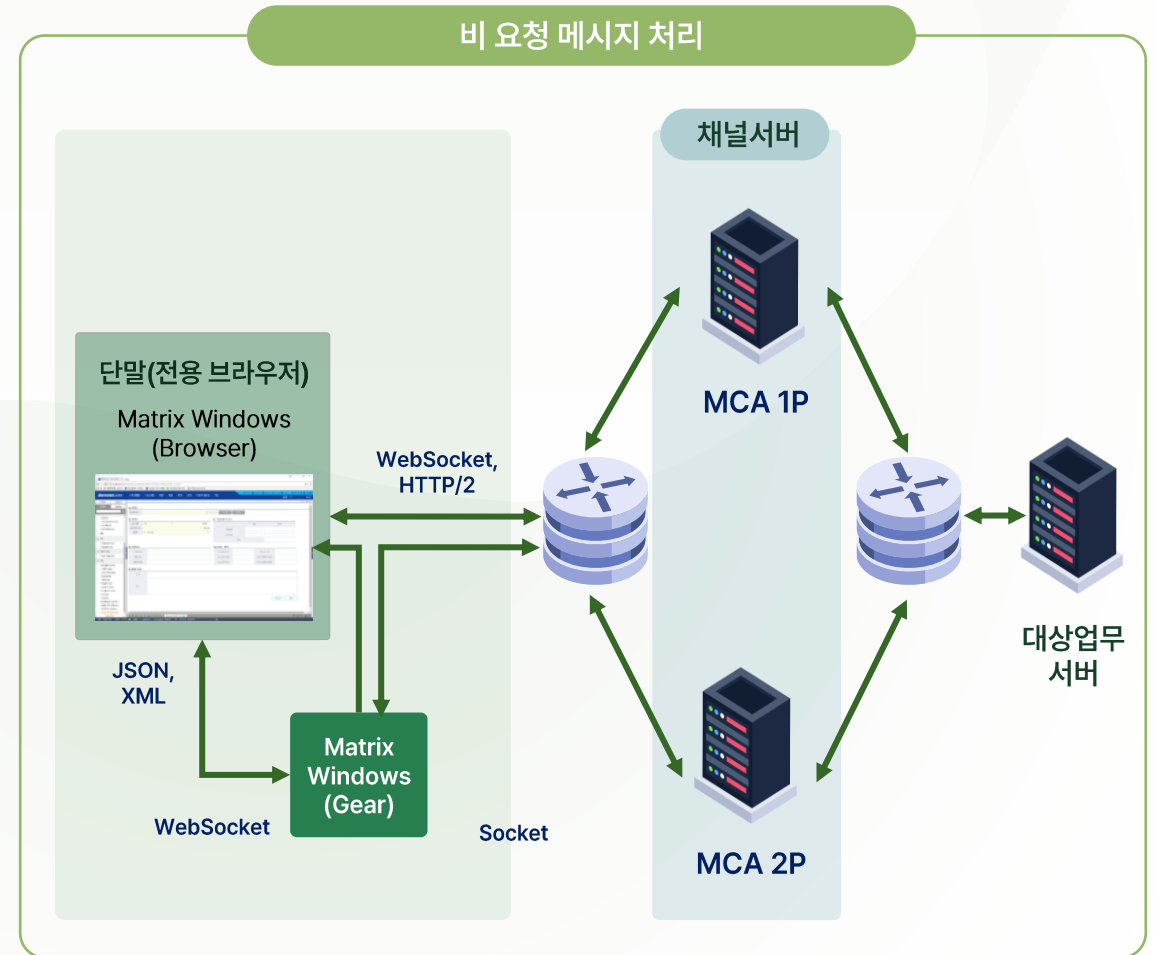 비 요청 메시지 처리
채널서버
단말(전용 브라우저)
Matrix Windows
(Browser)
WebSocket,
HTTP/2
MCA 1P
JSON,
XML
대상업무
서버
Matrix
Windows
(Gear)
WebSocket
Socket
MCA 2P